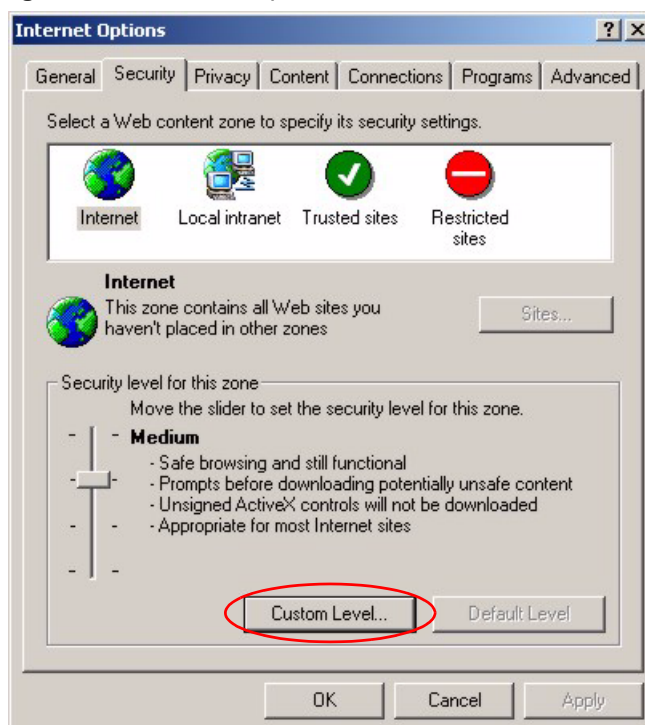 Internet Options
General Security Privacy Content Connections Programs Advanced
Select a Web content zone to specify its security settings.
Internet Local intranet Trusted sites Restricted sites
Internet
This zone contains all Web sites you
haven't placed in other zones
Sites...
Security level for this zone
Move the slider to set the security level for this zone.
Medium
- Safe browsing and still functional
- Prompts before downloading potentially unsafe content
- Unsigned ActiveX controls will not be downloaded
- Appropriate for most Internet sites
Custom Level... Default Level
OK Cancel Apply